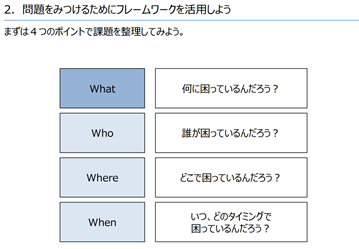 2．問題をみつけるためにフレームワークを活用しよう
まずは４つのポイントで課題を整理してみよう。
What
何に困っているんだろう？
Who
誰が困っているんだろう？
Where
どこで困っているんだろう？
When
いつ、どのタイミングで
困っているんだろう？